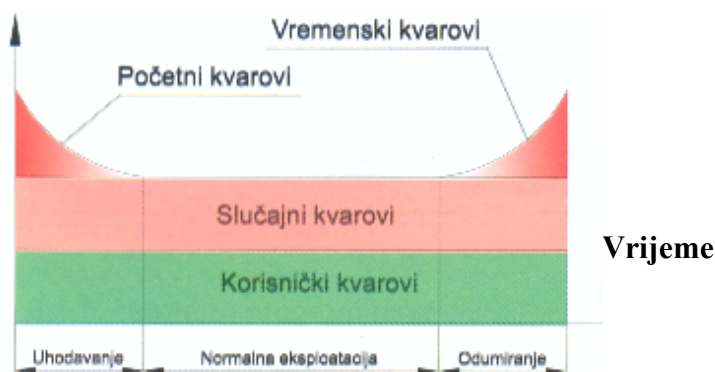 Vremenski kvarovi
Početni kvarovi
Slučajni kvarovi
Vrijeme
Korisnički kvarovi
Uhodavanje
Normalna eksploatacija
Odumiranje